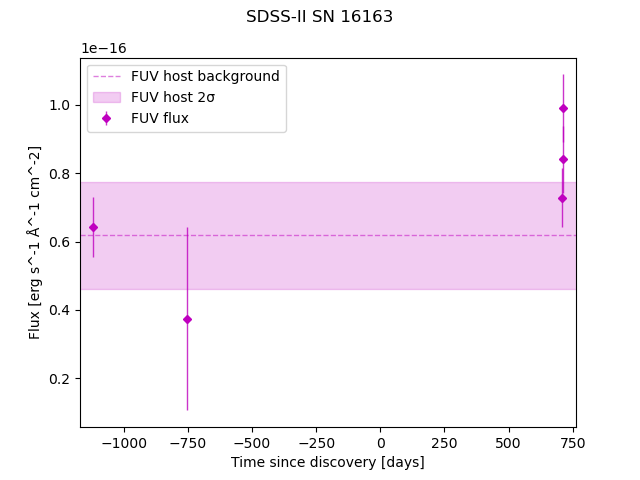 SDSS-II SN 16163
1e−16
FUV host background
FUV host 2σ
FUV flux
1.0
0.8
0.6
0.4
0.2
Flux [erg s^-1 Å^-1 cm^-2]
−1000
−750
−500
−250
0
250
500
750
Time since discovery [days]